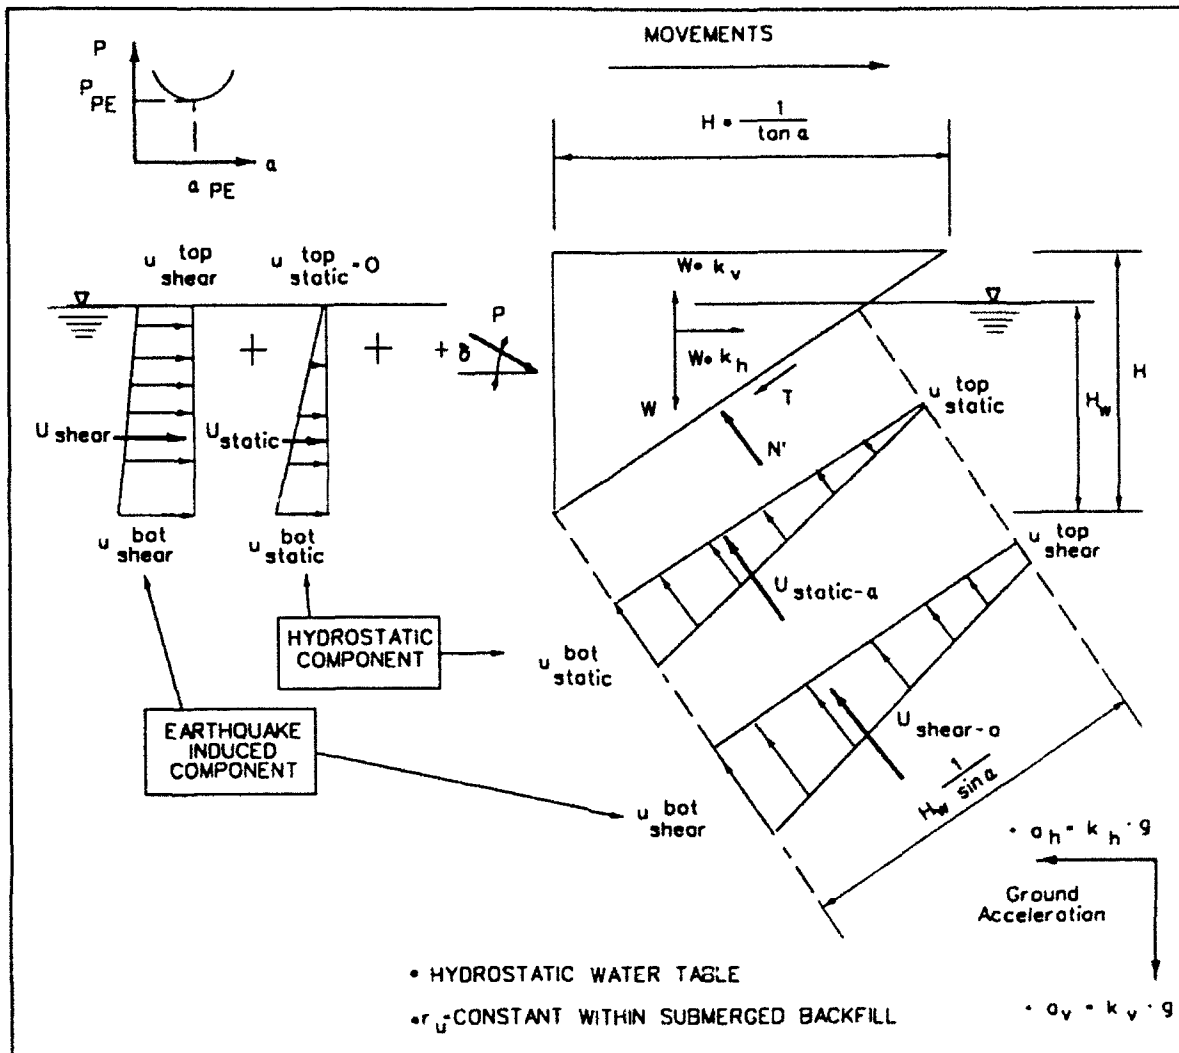 MOVEMENTS
H • 1 / tan α
P
P PE
α
α PE
u top shear
u top static = 0
W • k v
P
δ
W • k h
W
T
N'
u top static
H w
H
U shear
U static
u bot shear
u bot static
u top shear
U static-α
HYDROSTATIC
COMPONENT
u bot static
EARTHQUAKE
INDUCED
COMPONENT
U shear-α
H w 1 / sin α
u bot shear
• a h = k h • g
Ground
Acceleration
• HYDROSTATIC WATER TABLE
• r u = CONSTANT WITHIN SUBMERGED BACKFILL
• a v = k v • g